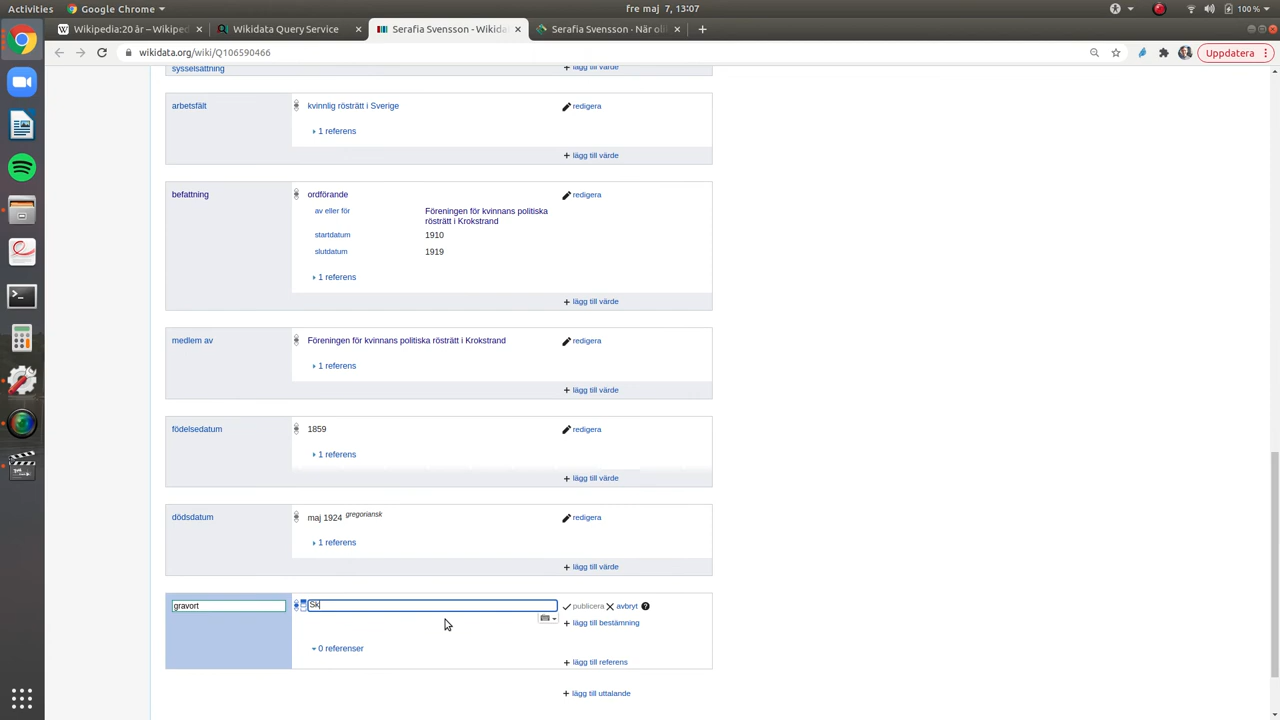 Activities
Google Chrome
fre maj 7, 13:07
100 %
Wikipedia:20 år – Wikiped
Wikidata Query Service
Serafia Svensson - Wikida
Serafia Svensson - När oli
wikidata.org/wiki/Q106590466
Uppdatera
sysselsättning
lägg till värde
arbetsfält
kvinnlig rösträtt i Sverige
redigera
1 referens
lägg till värde
befattning
ordförande
redigera
av eller för
Föreningen för kvinnans politiska
rösträtt i Krokstrand
startdatum
1910
slutdatum
1919
1 referens
lägg till värde
medlem av
Föreningen för kvinnans politiska rösträtt i Krokstrand
redigera
1 referens
lägg till värde
födelsedatum
1859
redigera
1 referens
lägg till värde
dödsdatum
maj 1924 gregoriansk
redigera
1 referens
lägg till värde
gravort
Sk
publicera
avbryt
lägg till bestämning
0 referenser
lägg till referens
lägg till uttalande